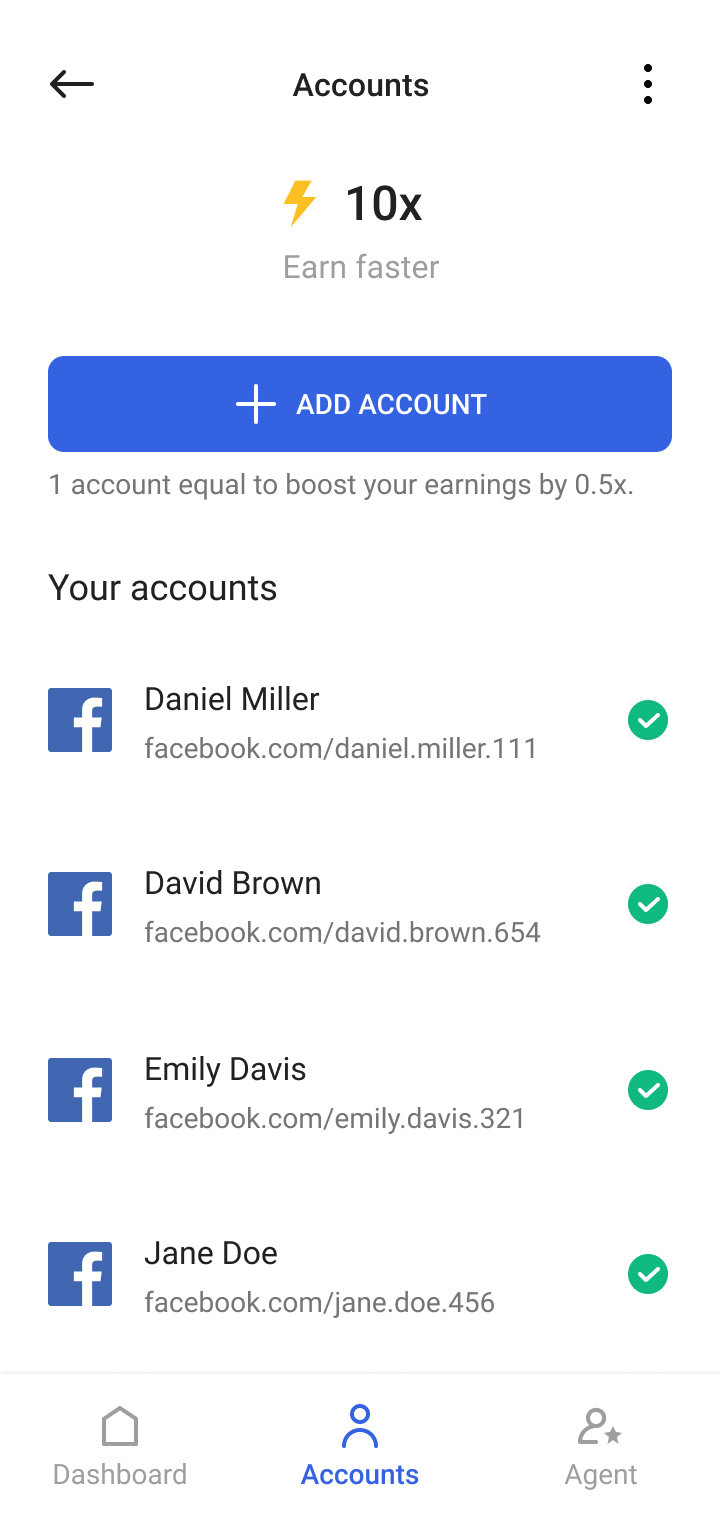 Accounts
10x
Earn faster
ADD ACCOUNT
1 account equal to boost your earnings by 0.5x.
Your accounts
Daniel Miller
facebook.com/daniel.miller.111
David Brown
facebook.com/david.brown.654
Emily Davis
facebook.com/emily.davis.321
Jane Doe
facebook.com/jane.doe.456
Dashboard
Accounts
Agent